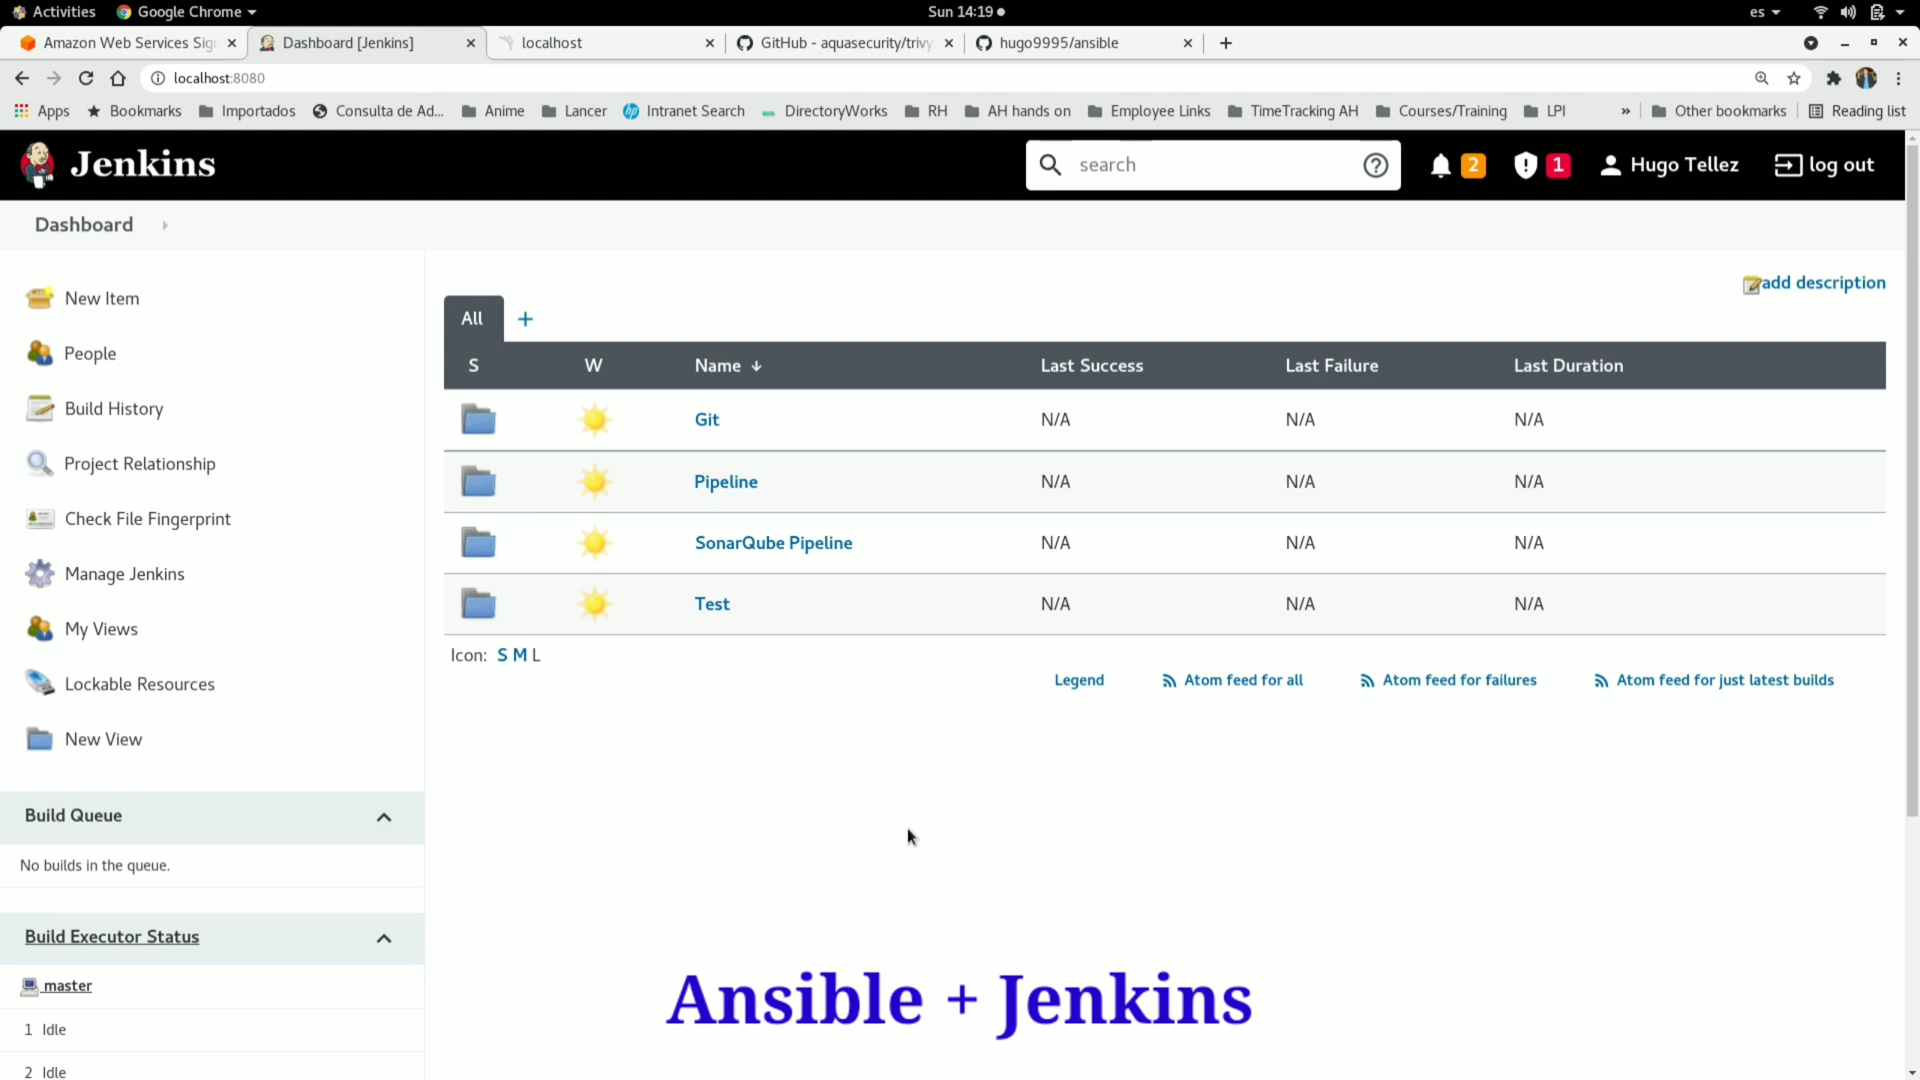 Activities
Google Chrome
Sun 14:19
es
Amazon Web Services Sig
Dashboard [Jenkins]
localhost
GitHub - aquasecurity/trivy
hugo9995/ansible
localhost:8080
Apps
Bookmarks
Importados
Consulta de Ad...
Anime
Lancer
Intranet Search
DirectoryWorks
RH
AH hands on
Employee Links
TimeTracking AH
Courses/Training
LPI
»
Other bookmarks
Reading list
Jenkins
search
2
1
Hugo Tellez
log out
Dashboard
New Item
People
Build History
Project Relationship
Check File Fingerprint
Manage Jenkins
My Views
Lockable Resources
New View
Build Queue
No builds in the queue.
Build Executor Status
master
1 Idle
2 Idle
add description
All +
S W Name ↓ Last Success Last Failure Last Duration
Git N/A N/A N/A
Pipeline N/A N/A N/A
SonarQube Pipeline N/A N/A N/A
Test N/A N/A N/A
Icon: S M L
Legend
Atom feed for all
Atom feed for failures
Atom feed for just latest builds
Ansible + Jenkins